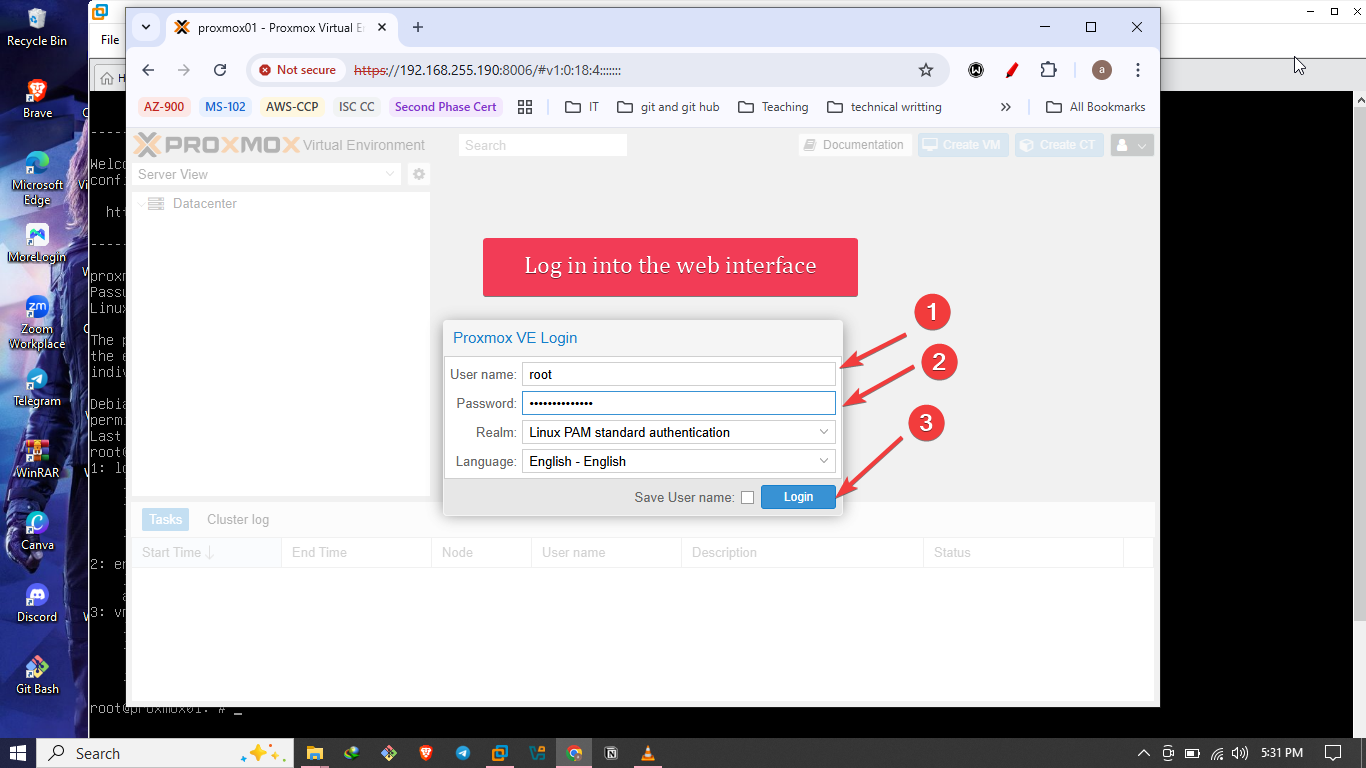 Recycle Bin
Brave
Microsoft
Edge
MoreLogin
Zoom
Workplace
Telegram
WinRAR
Canva
Discord
Git Bash
File
proxmox01 - Proxmox Virtual E
Not secure
https://192.168.255.190:8006/#v1:0:18:4:::::::
a
AZ-900
MS-102
AWS-CCP
ISC CC
Second Phase Cert
IT
git and git hub
Teaching
technical writting
All Bookmarks
PROXMOX Virtual Environment
Search
Documentation
Create VM
Create CT
Server View
Datacenter
Log in into the web interface
1
2
3
Proxmox VE Login
User name: root
Password: ••••••••••••••
Realm: Linux PAM standard authentication
Language: English - English
Save User name:
Login
Tasks
Cluster log
Start Time
End Time
Node
User name
Description
Status
Linux
The p
the e
indiv
Debia
permi
Last
root@
1: lo
2: en
3: vm
root@proxmox01: # _
Search
5:31 PM